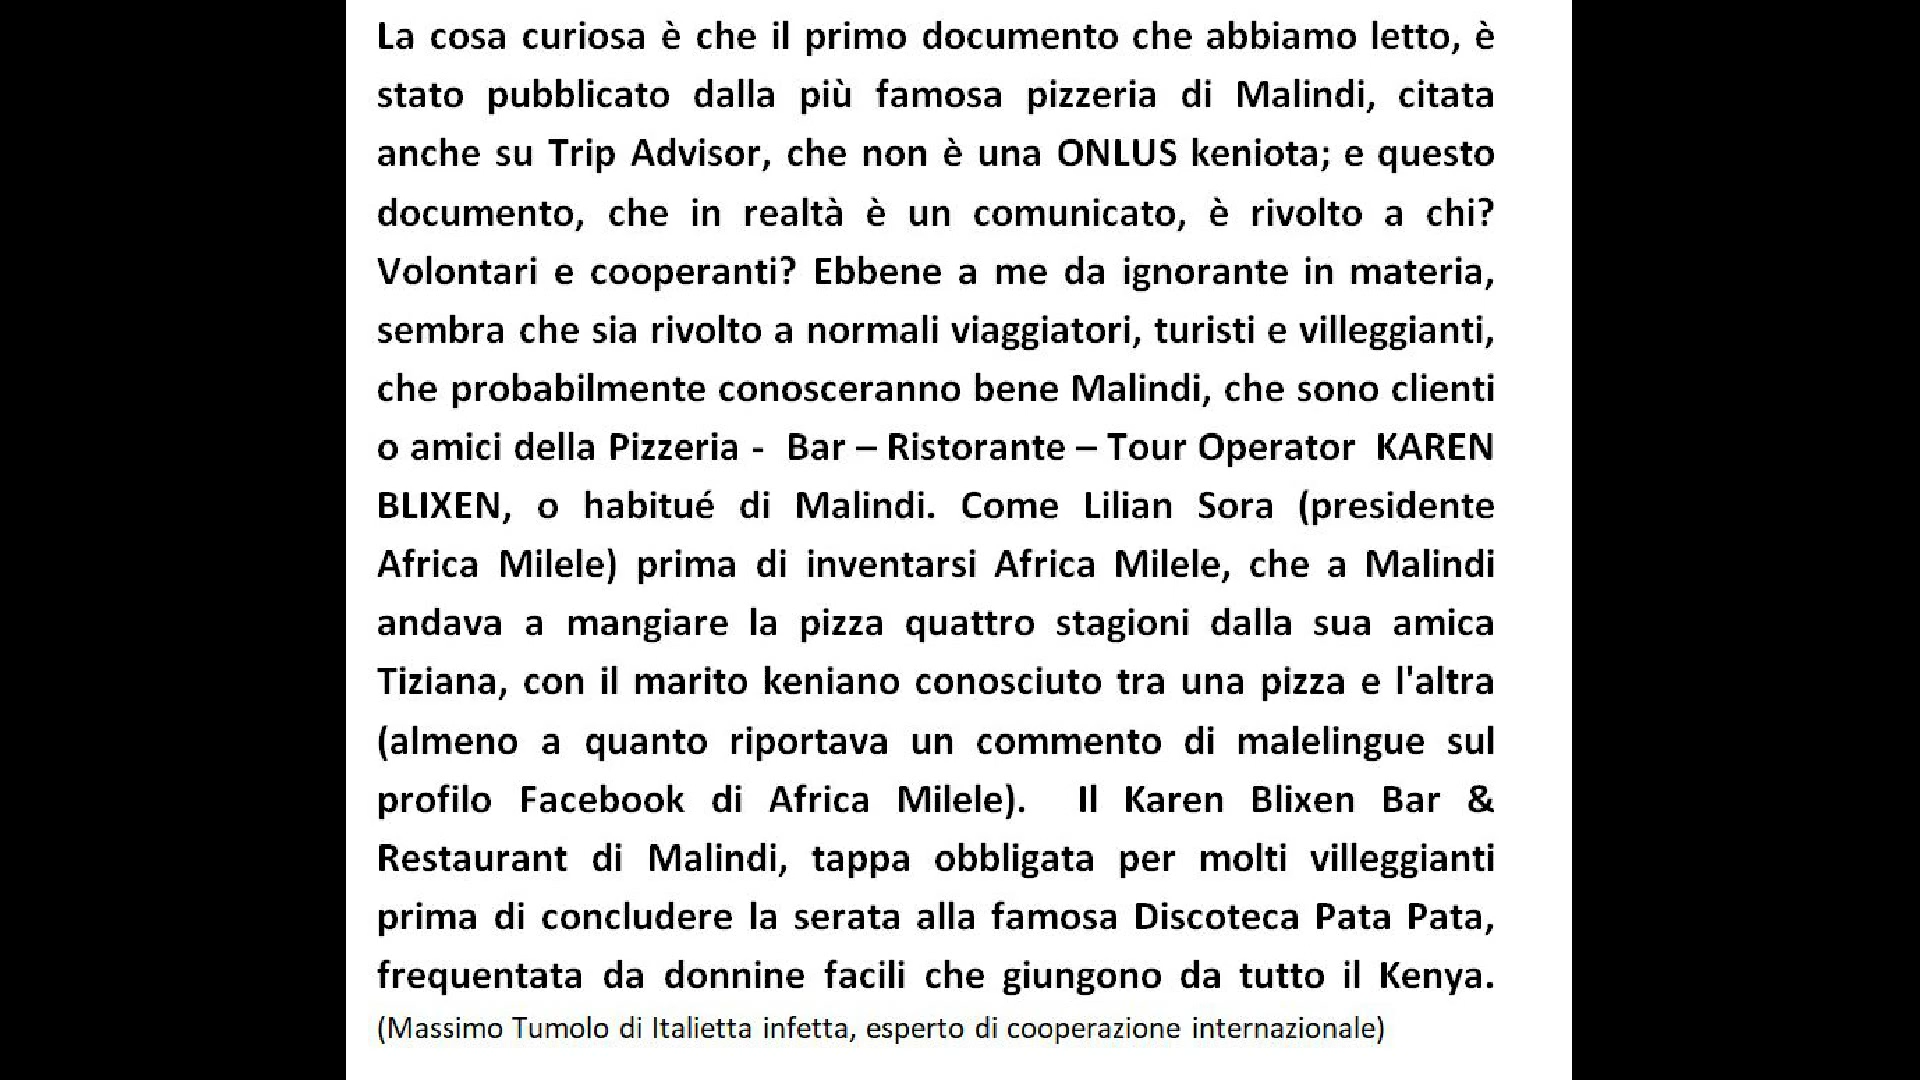 La cosa curiosa è che il primo documento che abbiamo letto, è
stato pubblicato dalla più famosa pizzeria di Malindi, citata
anche su Trip Advisor, che non è una ONLUS keniota; e questo
documento, che in realtà è un comunicato, è rivolto a chi?
Volontari e cooperanti? Ebbene a me da ignorante in materia,
sembra che sia rivolto a normali viaggiatori, turisti e villeggianti,
che probabilmente conosceranno bene Malindi, che sono clienti
o amici della Pizzeria -  Bar – Ristorante – Tour Operator  KAREN
BLIXEN, o habitué di Malindi. Come Lilian Sora (presidente
Africa Milele) prima di inventarsi Africa Milele, che a Malindi
andava a mangiare la pizza quattro stagioni dalla sua amica
Tiziana, con il marito keniano conosciuto tra una pizza e l'altra
(almeno a quanto riportava un commento di malelingue sul
profilo Facebook di Africa Milele).  Il Karen Blixen Bar &
Restaurant di Malindi, tappa obbligata per molti villeggianti
prima di concludere la serata alla famosa Discoteca Pata Pata,
frequentata da donnine facili che giungono da tutto il Kenya.
(Massimo Tumolo di Italietta infetta, esperto di cooperazione internazionale)